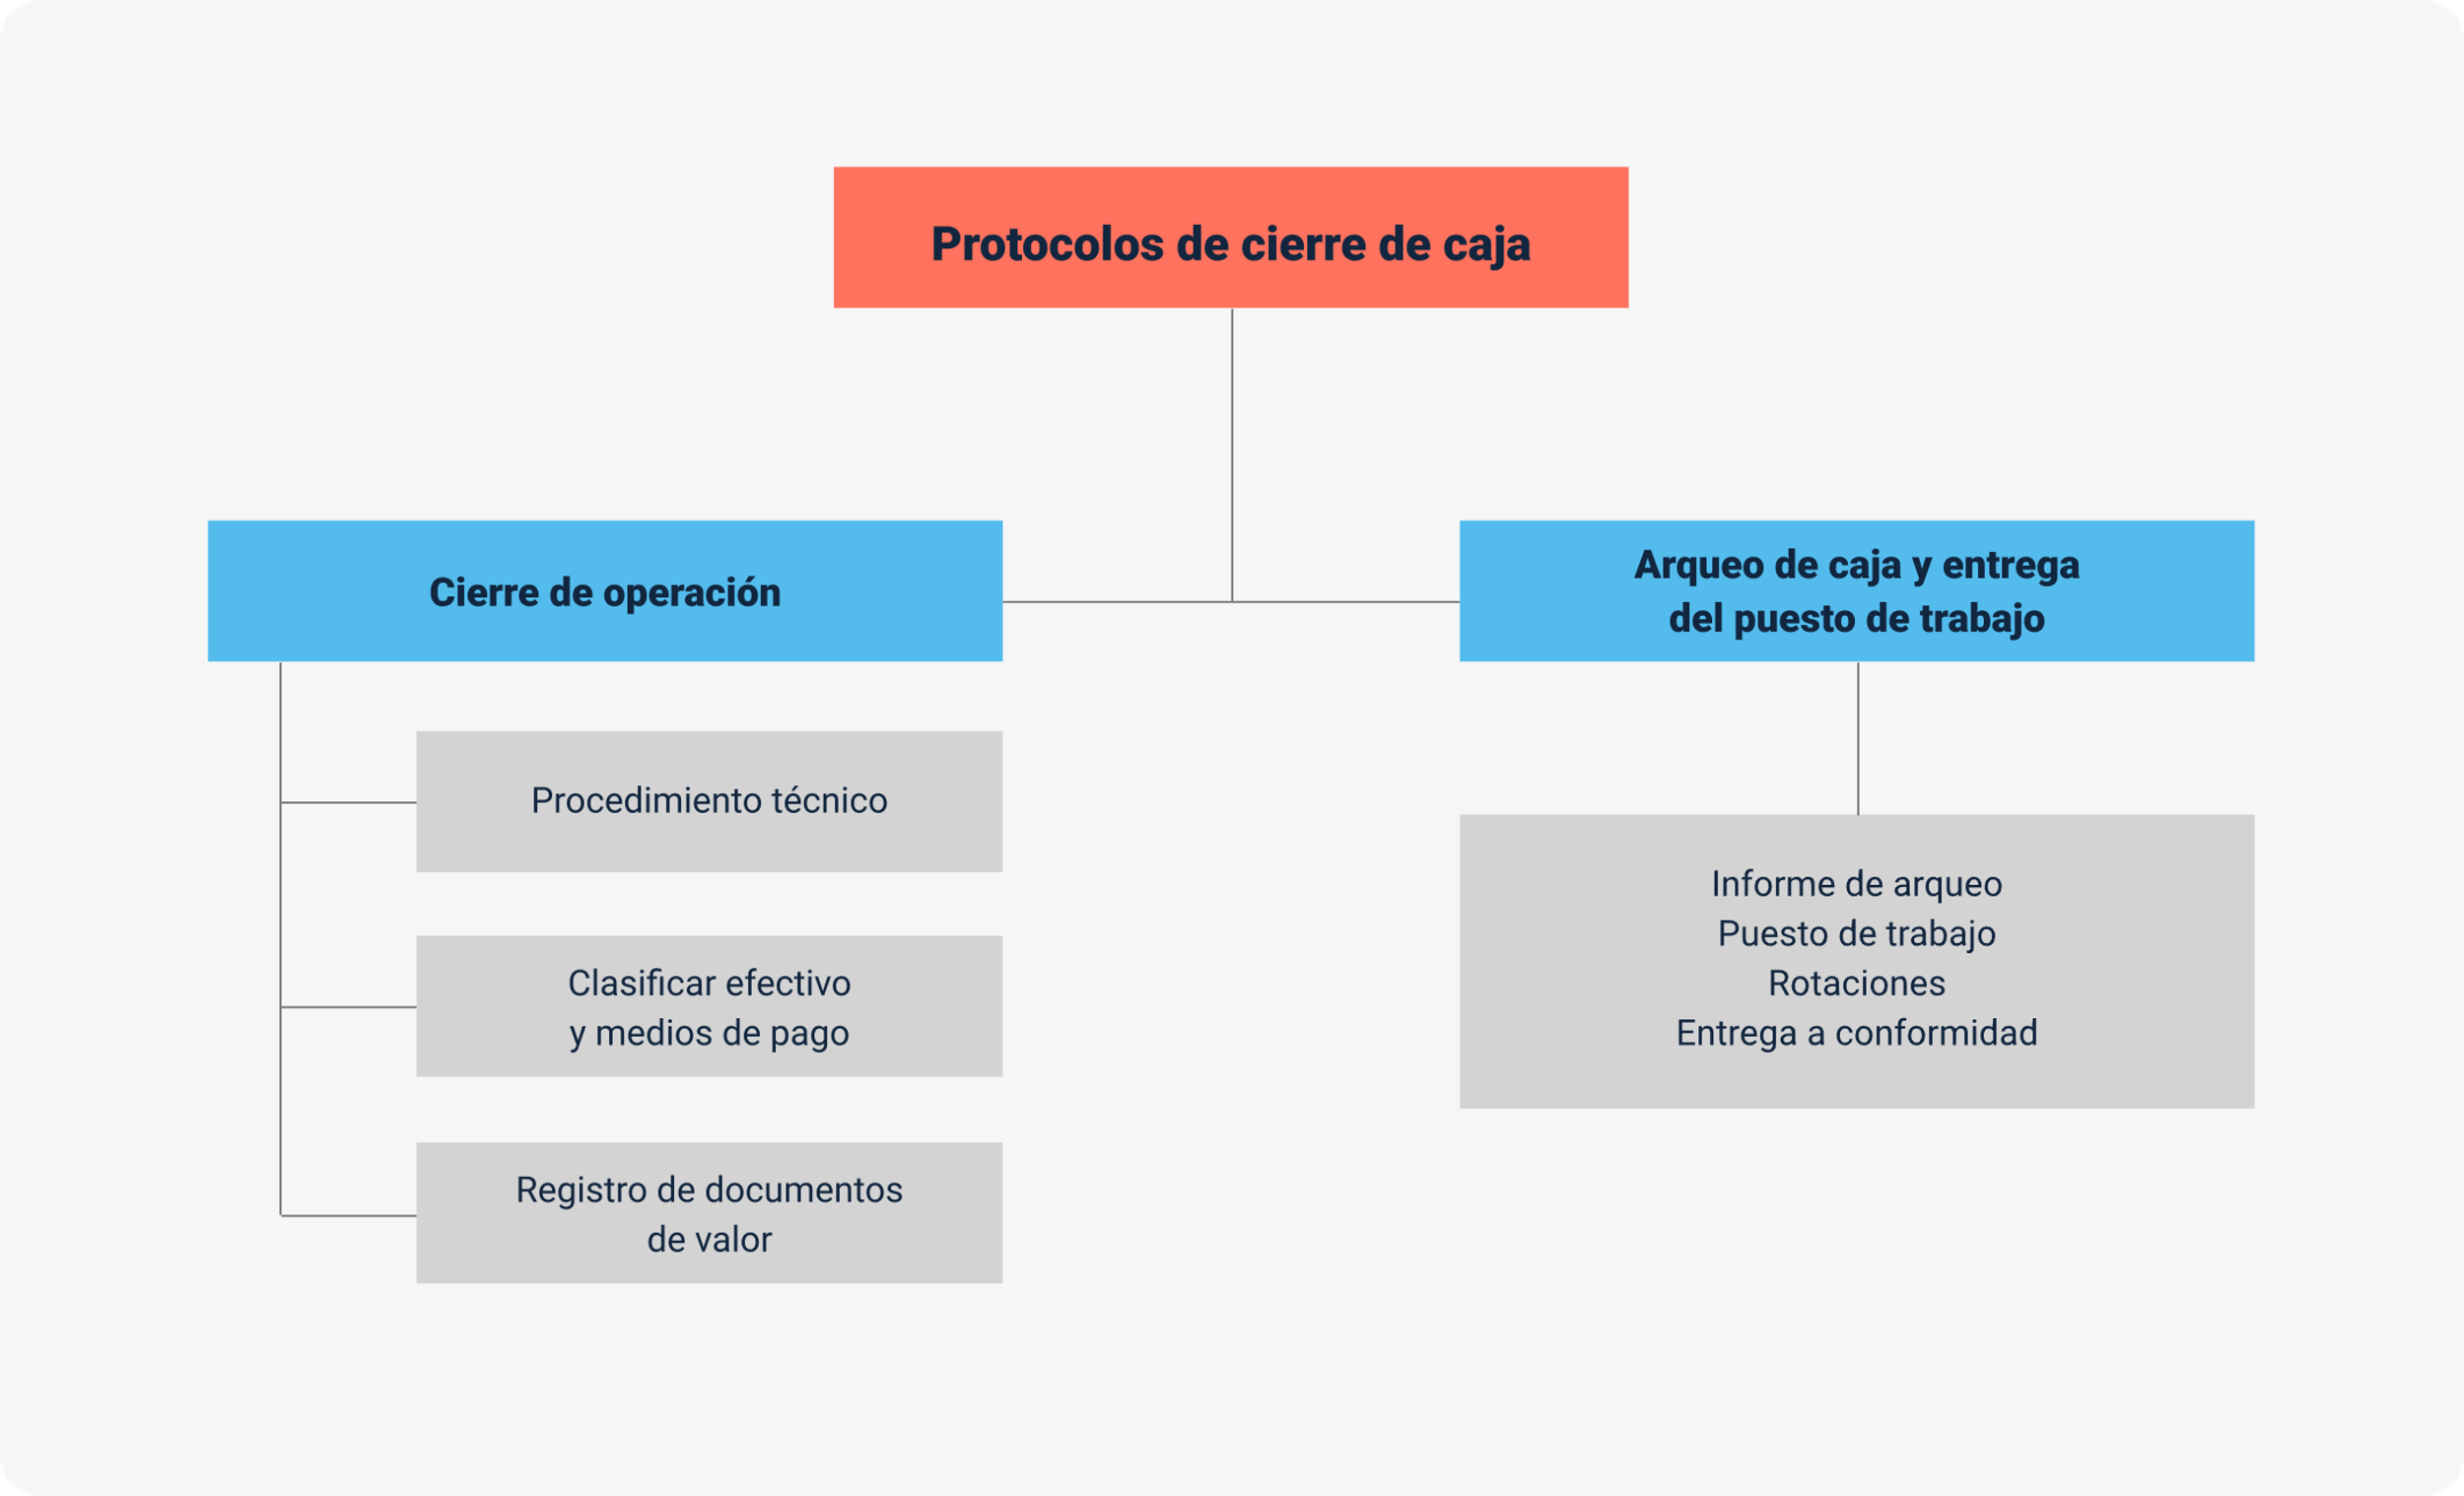 Protocolos de cierre de caja
Cierre de operación
Arqueo de caja y entrega
del puesto de trabajo
Procedimiento técnico
Clasificar efectivo
y medios de pago
Registro de documentos
de valor
Informe de arqueo
Puesto de trabajo
Rotaciones
Entrega a conformidad